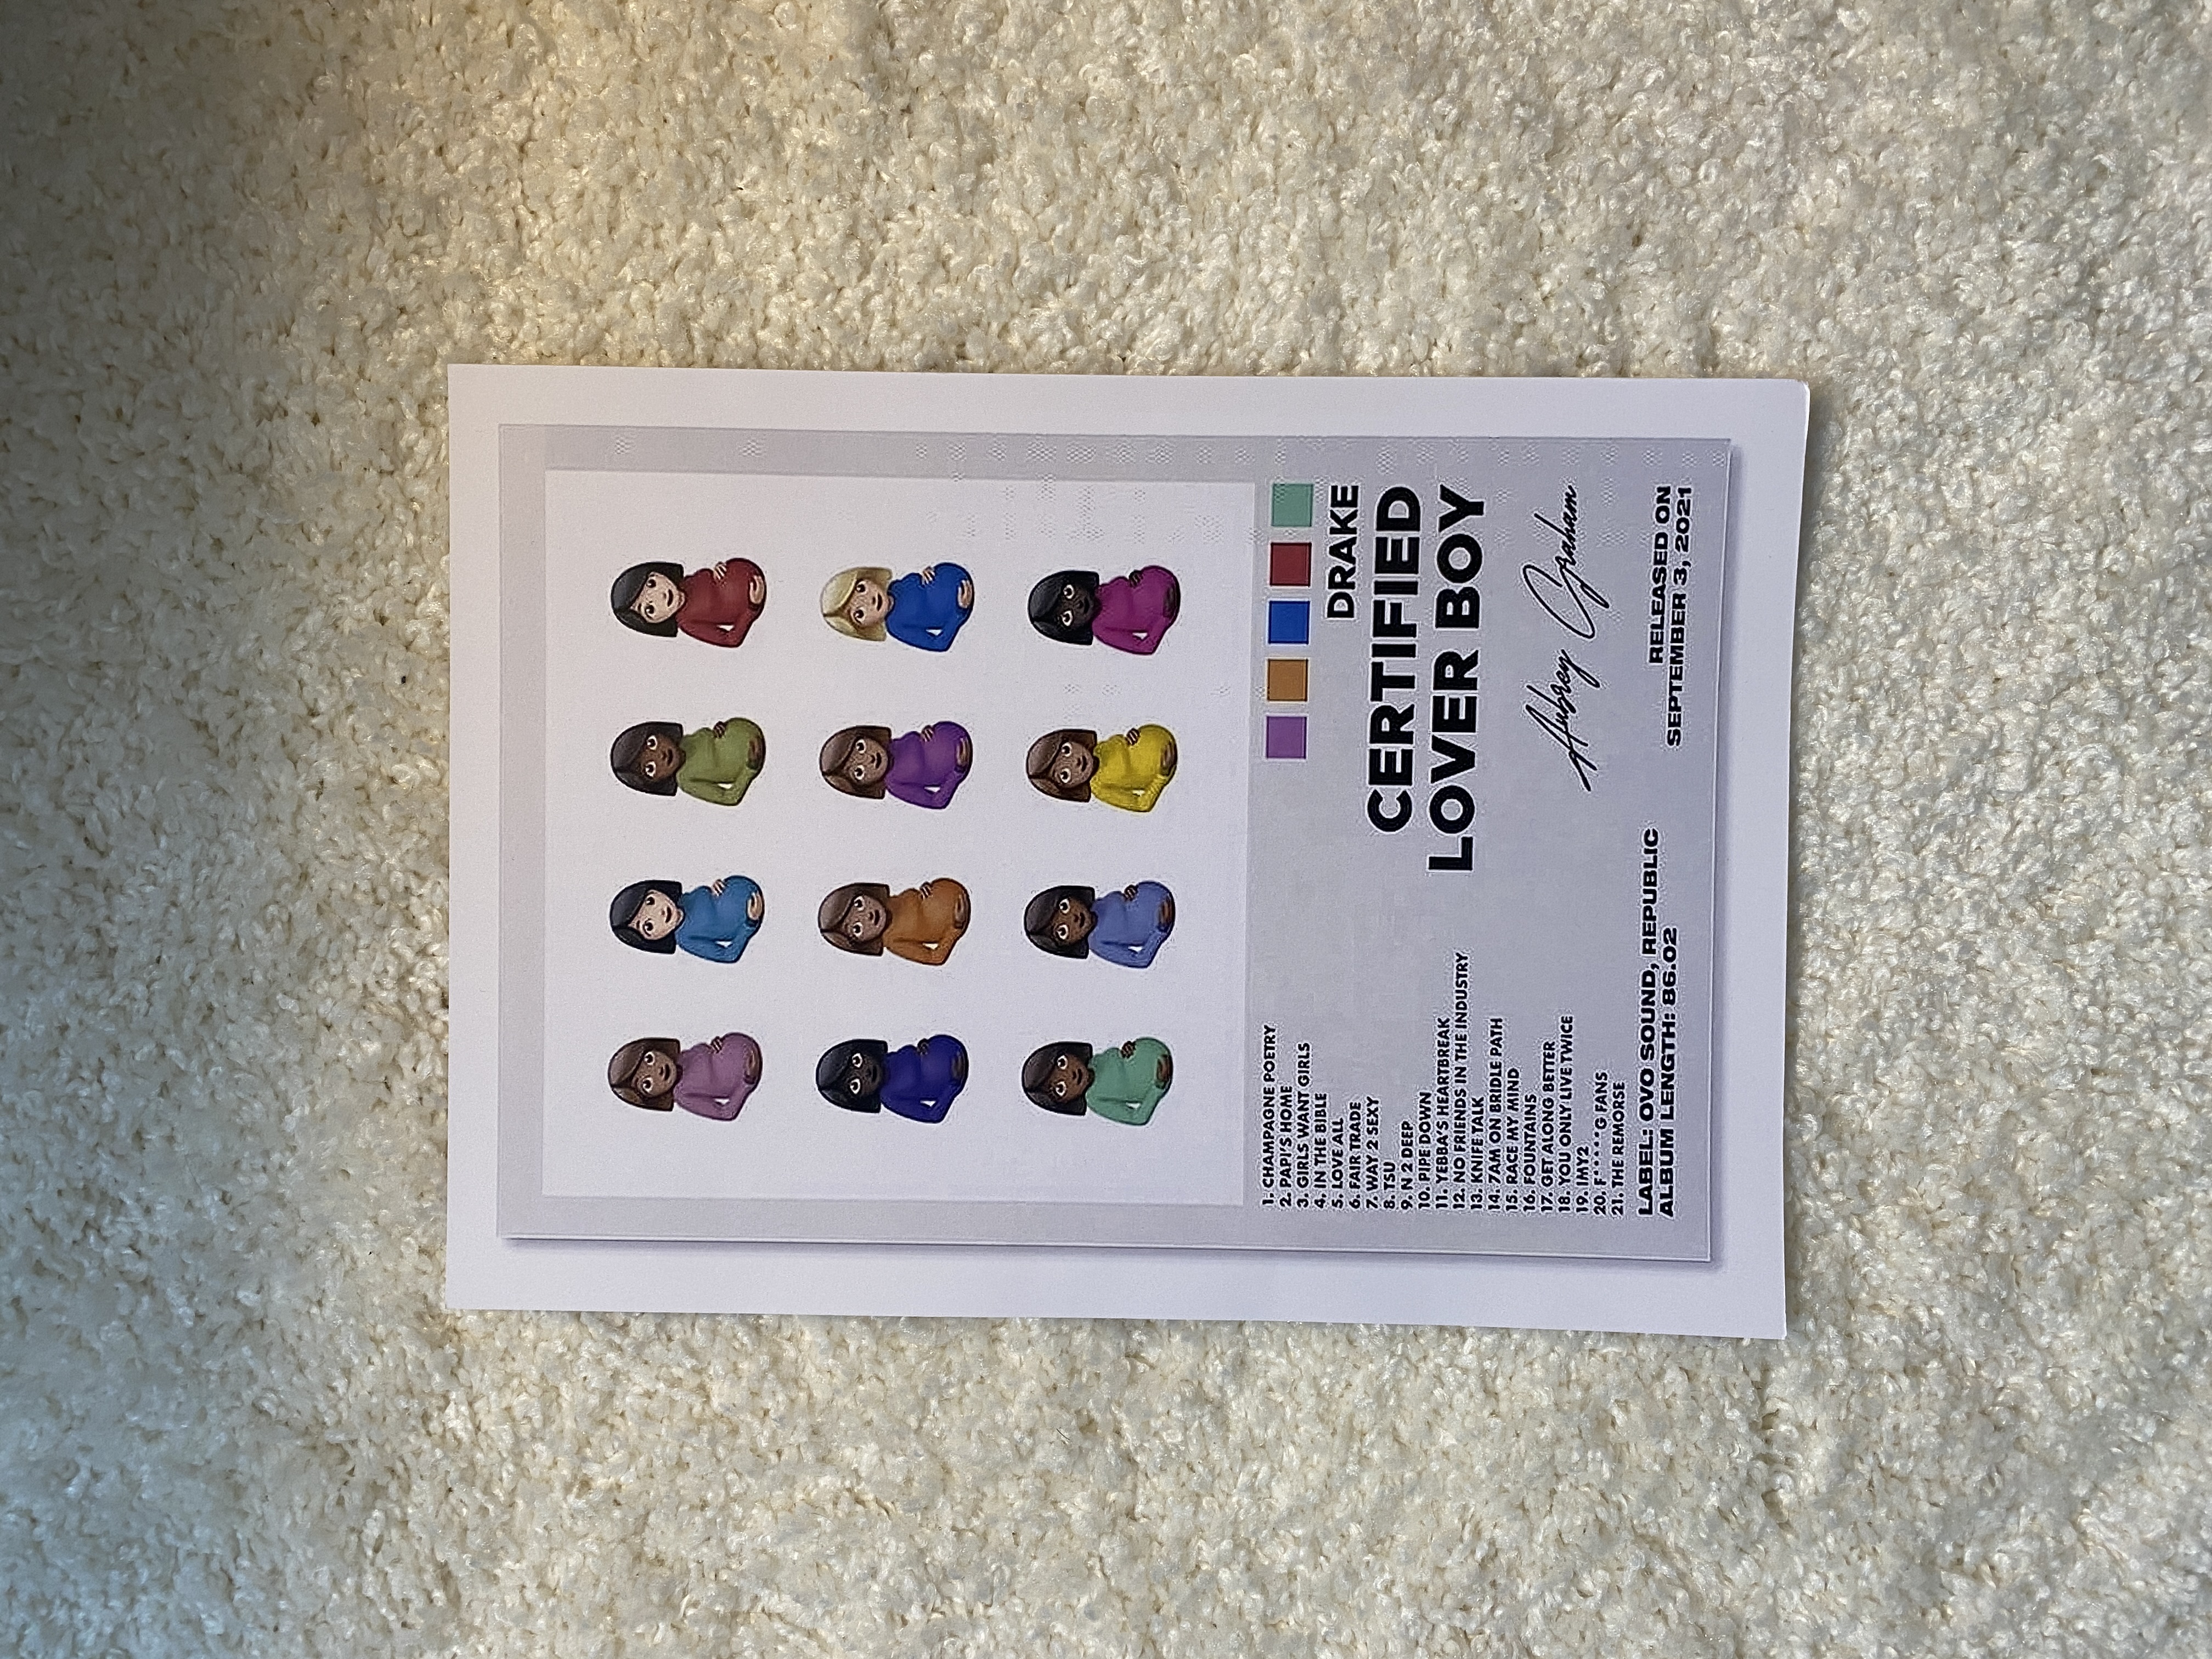 1. CHAMPAGNE POETRY
2. PAPI'S HOME
3. GIRLS WANT GIRLS
4. IN THE BIBLE
5. LOVE ALL
6. FAIR TRADE
7. WAY 2 SEXY
8. TSU
9. N 2 DEEP
10. PIPE DOWN
11. YEBBA'S HEARTBREAK
12. NO FRIENDS IN THE INDUSTRY
13. KNIFE TALK
14. 7AM ON BRIDLE PATH
15. RACE MY MIND
16. FOUNTAINS
17. GET ALONG BETTER
18. YOU ONLY LIVE TWICE
19. IMY2
20. F*****G FANS
21. THE REMORSE
LABEL: OVO SOUND, REPUBLIC
ALBUM LENGTH: 86.02
DRAKE
CERTIFIED
LOVER BOY
Aubrey Graham
RELEASED ON
SEPTEMBER 3, 2021